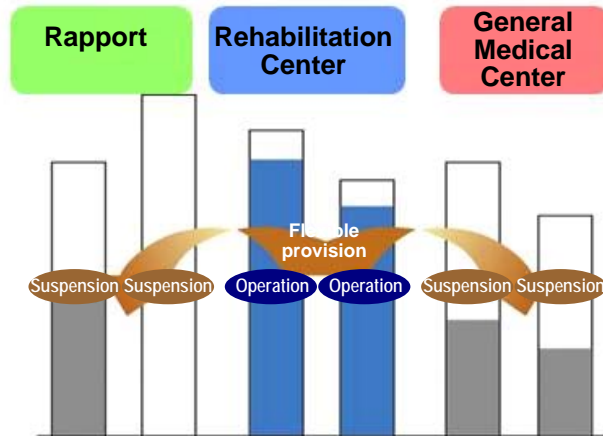 Rapport
Rehabilitation
Center
General
Medical
Center
provision
Suspension
Suspension
Operation
Operation
Suspension
Suspension